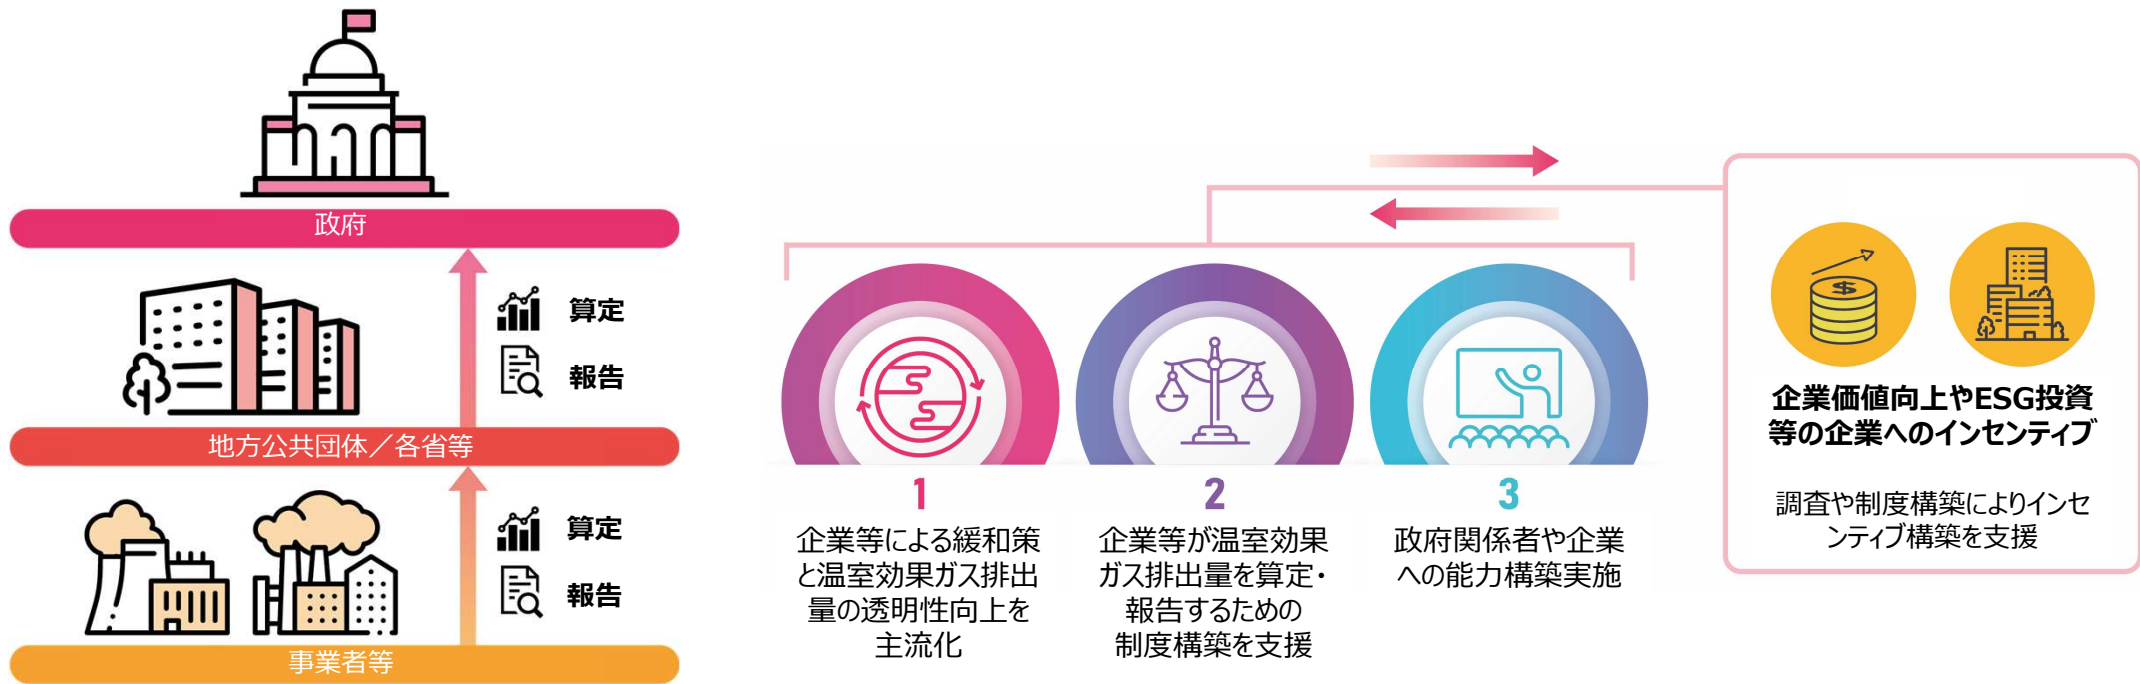 政府
算定
報告
地方公共団体／各省等
算定
報告
事業者等
1
企業等による緩和策
と温室効果ガス排出
量の透明性向上を
主流化
2
企業等が温室効果
ガス排出量を算定・
報告するための
制度構築を支援
3
政府関係者や企業
への能力構築実施
$
企業価値向上やESG投資
等の企業へのインセンティブ
調査や制度構築によりインセ
ンティブ構築を支援